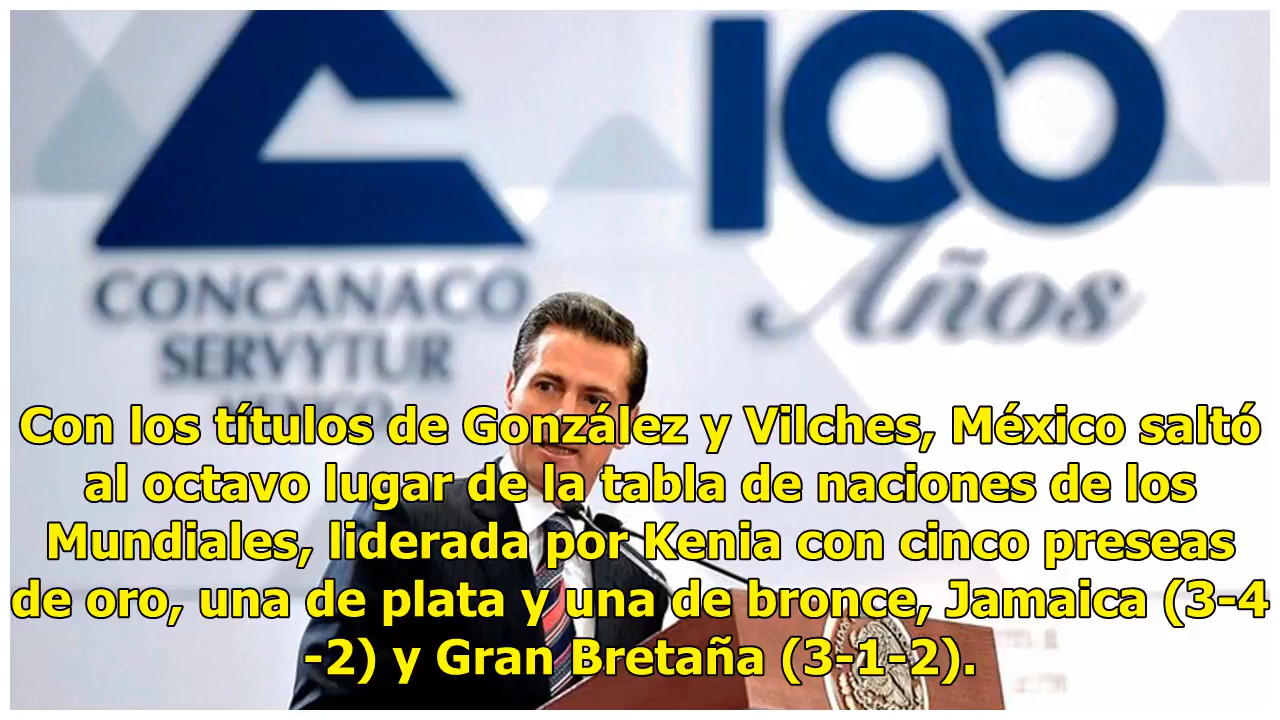 100
Años
CONCANACO
SERVYTUR
MÉXICO
Con los títulos de González y Vilches, México saltó
al octavo lugar de la tabla de naciones de los
Mundiales, liderada por Kenia con cinco preseas
de oro, una de plata y una de bronce, Jamaica (3-4
-2) y Gran Bretaña (3-1-2).